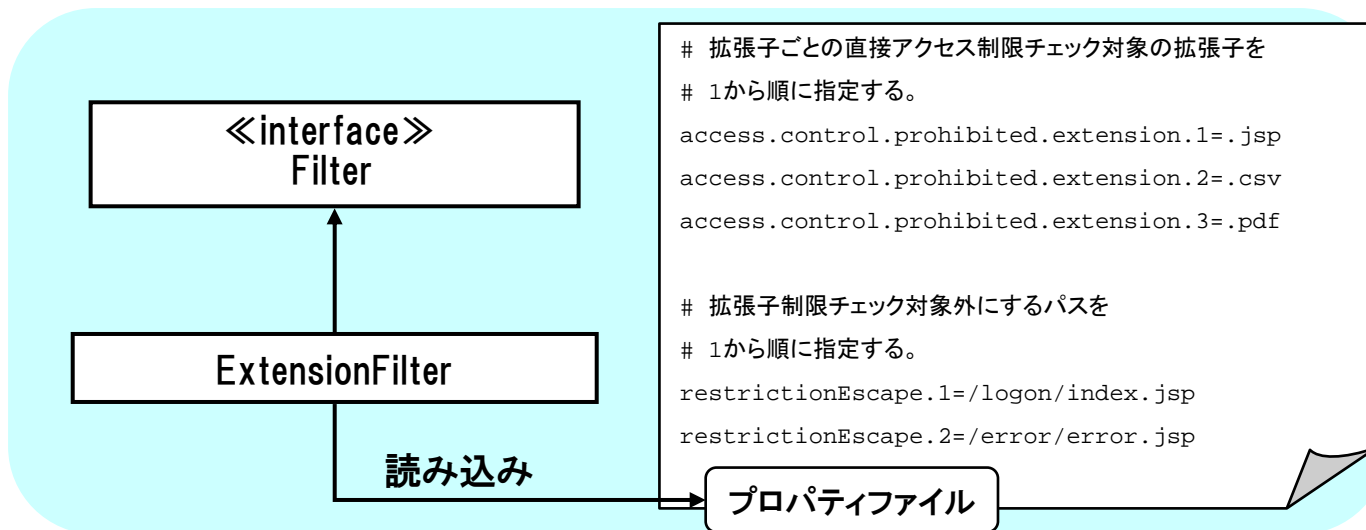 ≪interface≫
Filter
ExtensionFilter
読み込み
# 拡張子ごとの直接アクセス制限チェック対象の拡張子を
# 1から順に指定する。
access.control.prohibited.extension.1=.jsp
access.control.prohibited.extension.2=.csv
access.control.prohibited.extension.3=.pdf
# 拡張子制限チェック対象外にするパスを
# 1から順に指定する。
restrictionEscape.1=/logon/index.jsp
restrictionEscape.2=/error/error.jsp
プロパティファイル